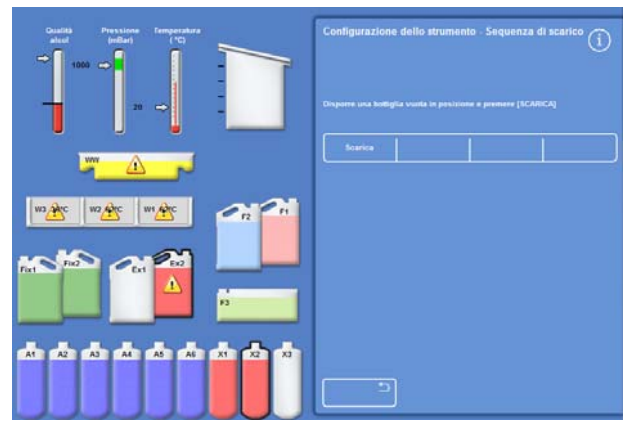 Qualità alcol
Pressione (mBar)
Temperatura (°C)
1000
20
WW
W2
W1
F2
F1
Fix1
Fix2
Ex1
Ex2
F3
A1
A2
A3
A4
A5
A6
X1
X2
X3
Configurazione dello strumento - Sequenza di scarico
i
Disporre una bottiglia vuota in posizione e premere [SCARICA]
Scarica